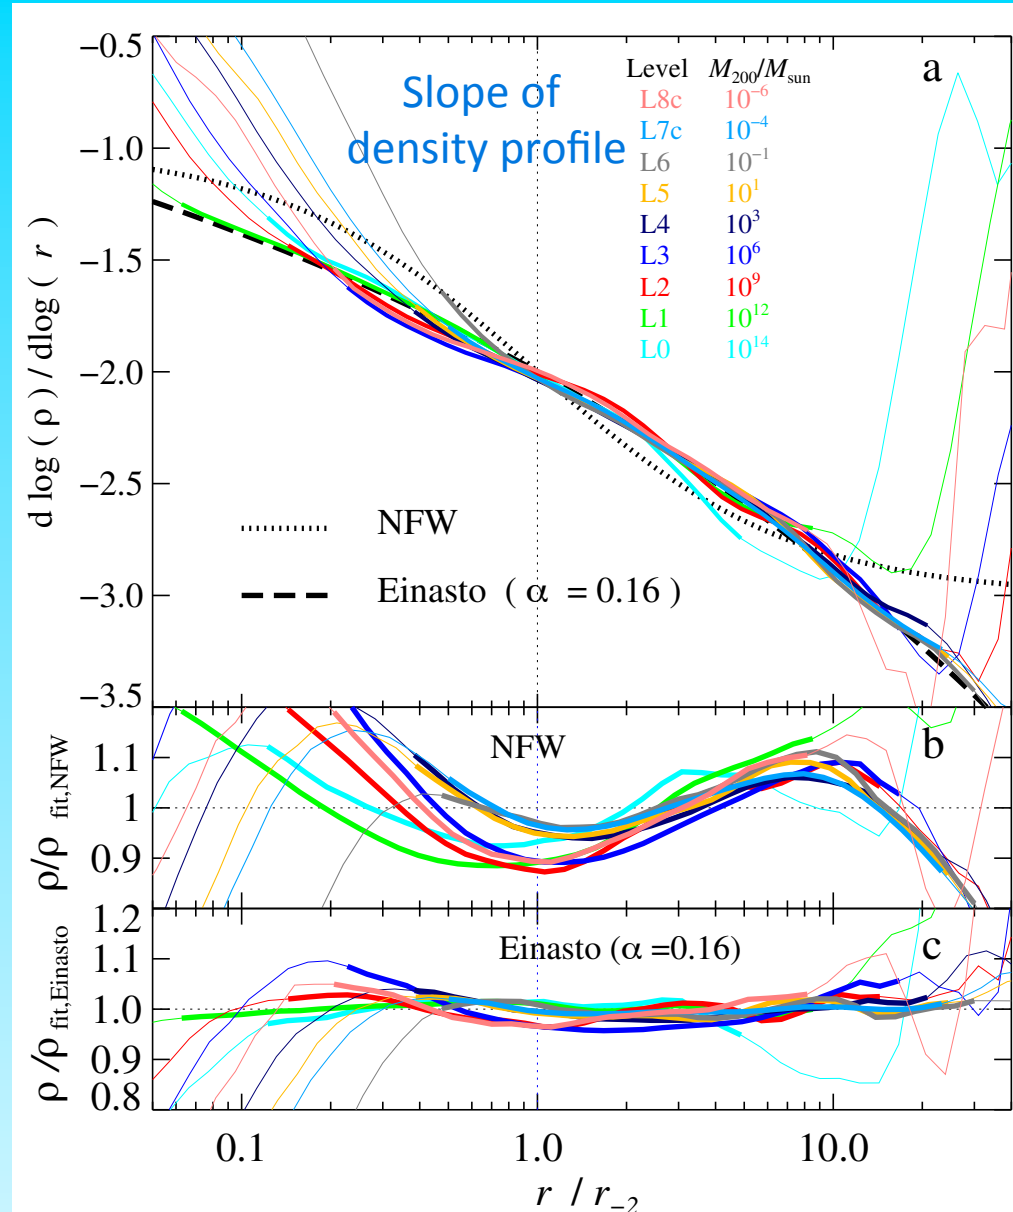 −0.5
−1.0
−1.5
−2.0
−2.5
−3.0
−3.5
d log ( ρ ) / dlog ( r )
Slope of
density profile
Level M₂₀₀/Mₛᵤₙ
L8c 10⁻⁶
L7c 10⁻⁴
L6 10⁻¹
L5 10¹
L4 10³
L3 10⁶
L2 10⁹
L1 10¹²
L0 10¹⁴
a
NFW
Einasto ( α = 0.16 )
1.1
1
0.9
ρ/ρ fit,NFW
NFW
b
1.2
1.1
1.0
0.9
0.8
ρ /ρ fit,Einasto
Einasto (α =0.16)
c
0.1 1.0 10.0
r / r₋₂